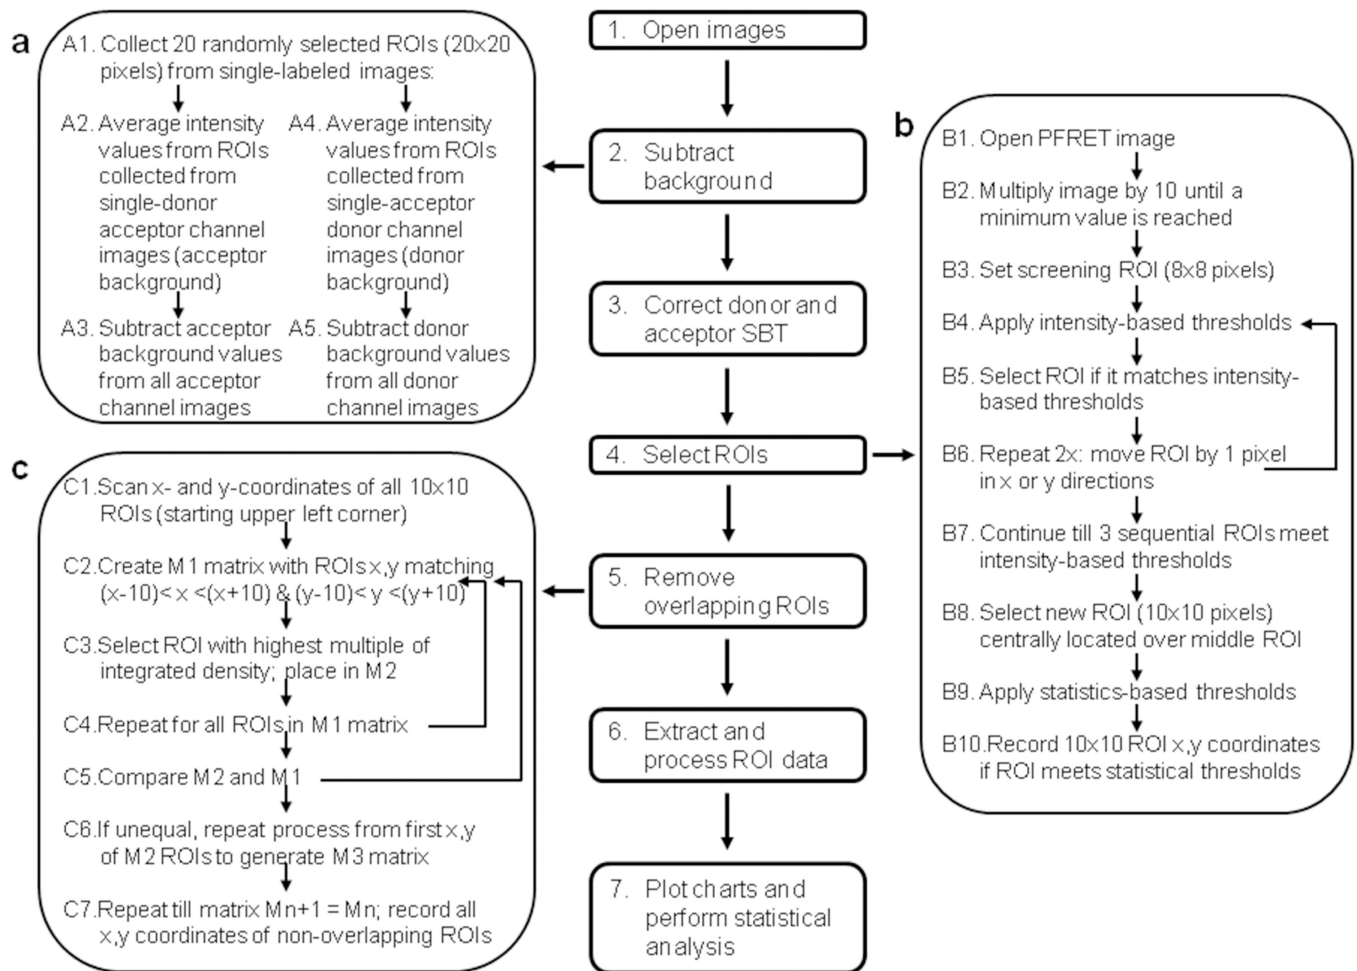 a
A1. Collect 20 randomly selected ROIs (20x20
pixels) from single-labeled images:
A2. Average intensity
values from ROIs
collected from
single-donor
acceptor channel
images (acceptor
background)
A3. Subtract acceptor
background values
from all acceptor
channel images
A4. Average intensity
values from ROIs
collected from
single-acceptor
donor channel
images (donor
background)
A5. Subtract donor
background values
from all donor
channel images
1. Open images
2. Subtract
background
3. Correct donor and
acceptor SBT
4. Select ROIs
5. Remove
overlapping ROIs
6. Extract and
process ROI data
7. Plot charts and
perform statistical
analysis
b
B1. Open PFRET image
B2. Multiply image by 10 until a
minimum value is reached
B3. Set screening ROI (8x8 pixels)
B4. Apply intensity-based thresholds
B5. Select ROI if it matches intensity-
based thresholds
B6. Repeat 2x: move ROI by 1 pixel
in x or y directions
B7. Continue till 3 sequential ROIs meet
intensity-based thresholds
B8. Select new ROI (10x10 pixels)
centrally located over middle ROI
B9. Apply statistics-based thresholds
B10. Record 10x10 ROI x,y coordinates
if ROI meets statistical thresholds
c
C1. Scan x- and y-coordinates of all 10x10
ROIs (starting upper left corner)
C2. Create M1 matrix with ROIs x,y matching
(x-10)< x <(x+10) & (y-10)< y <(y+10)
C3. Select ROI with highest multiple of
integrated density; place in M2
C4. Repeat for all ROIs in M1 matrix
C5. Compare M2 and M1
C6. If unequal, repeat process from first x,y
of M2 ROIs to generate M3 matrix
C7. Repeat till matrix Mn+1 = Mn; record all
x,y coordinates of non-overlapping ROIs